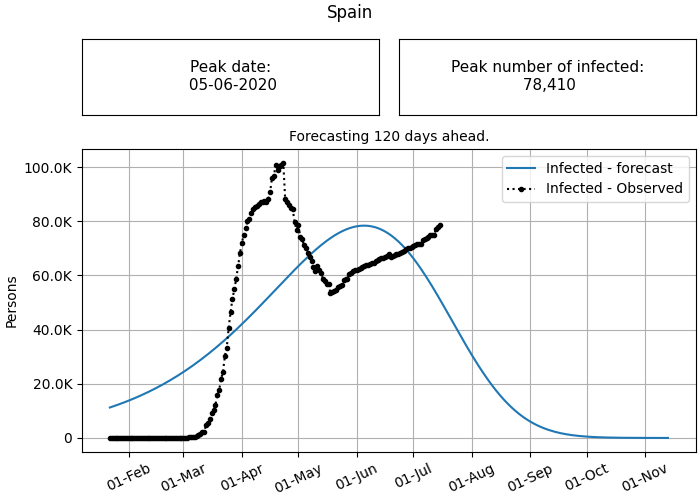 Spain
Peak date:
05-06-2020
Peak number of infected:
78,410
Forecasting 120 days ahead.
Infected - forecast
Infected - Observed
100.0K
80.0K
60.0K
40.0K
20.0K
0
Persons
01-Feb
01-Mar
01-Apr
01-May
01-Jun
01-Jul
01-Aug
01-Sep
01-Oct
01-Nov